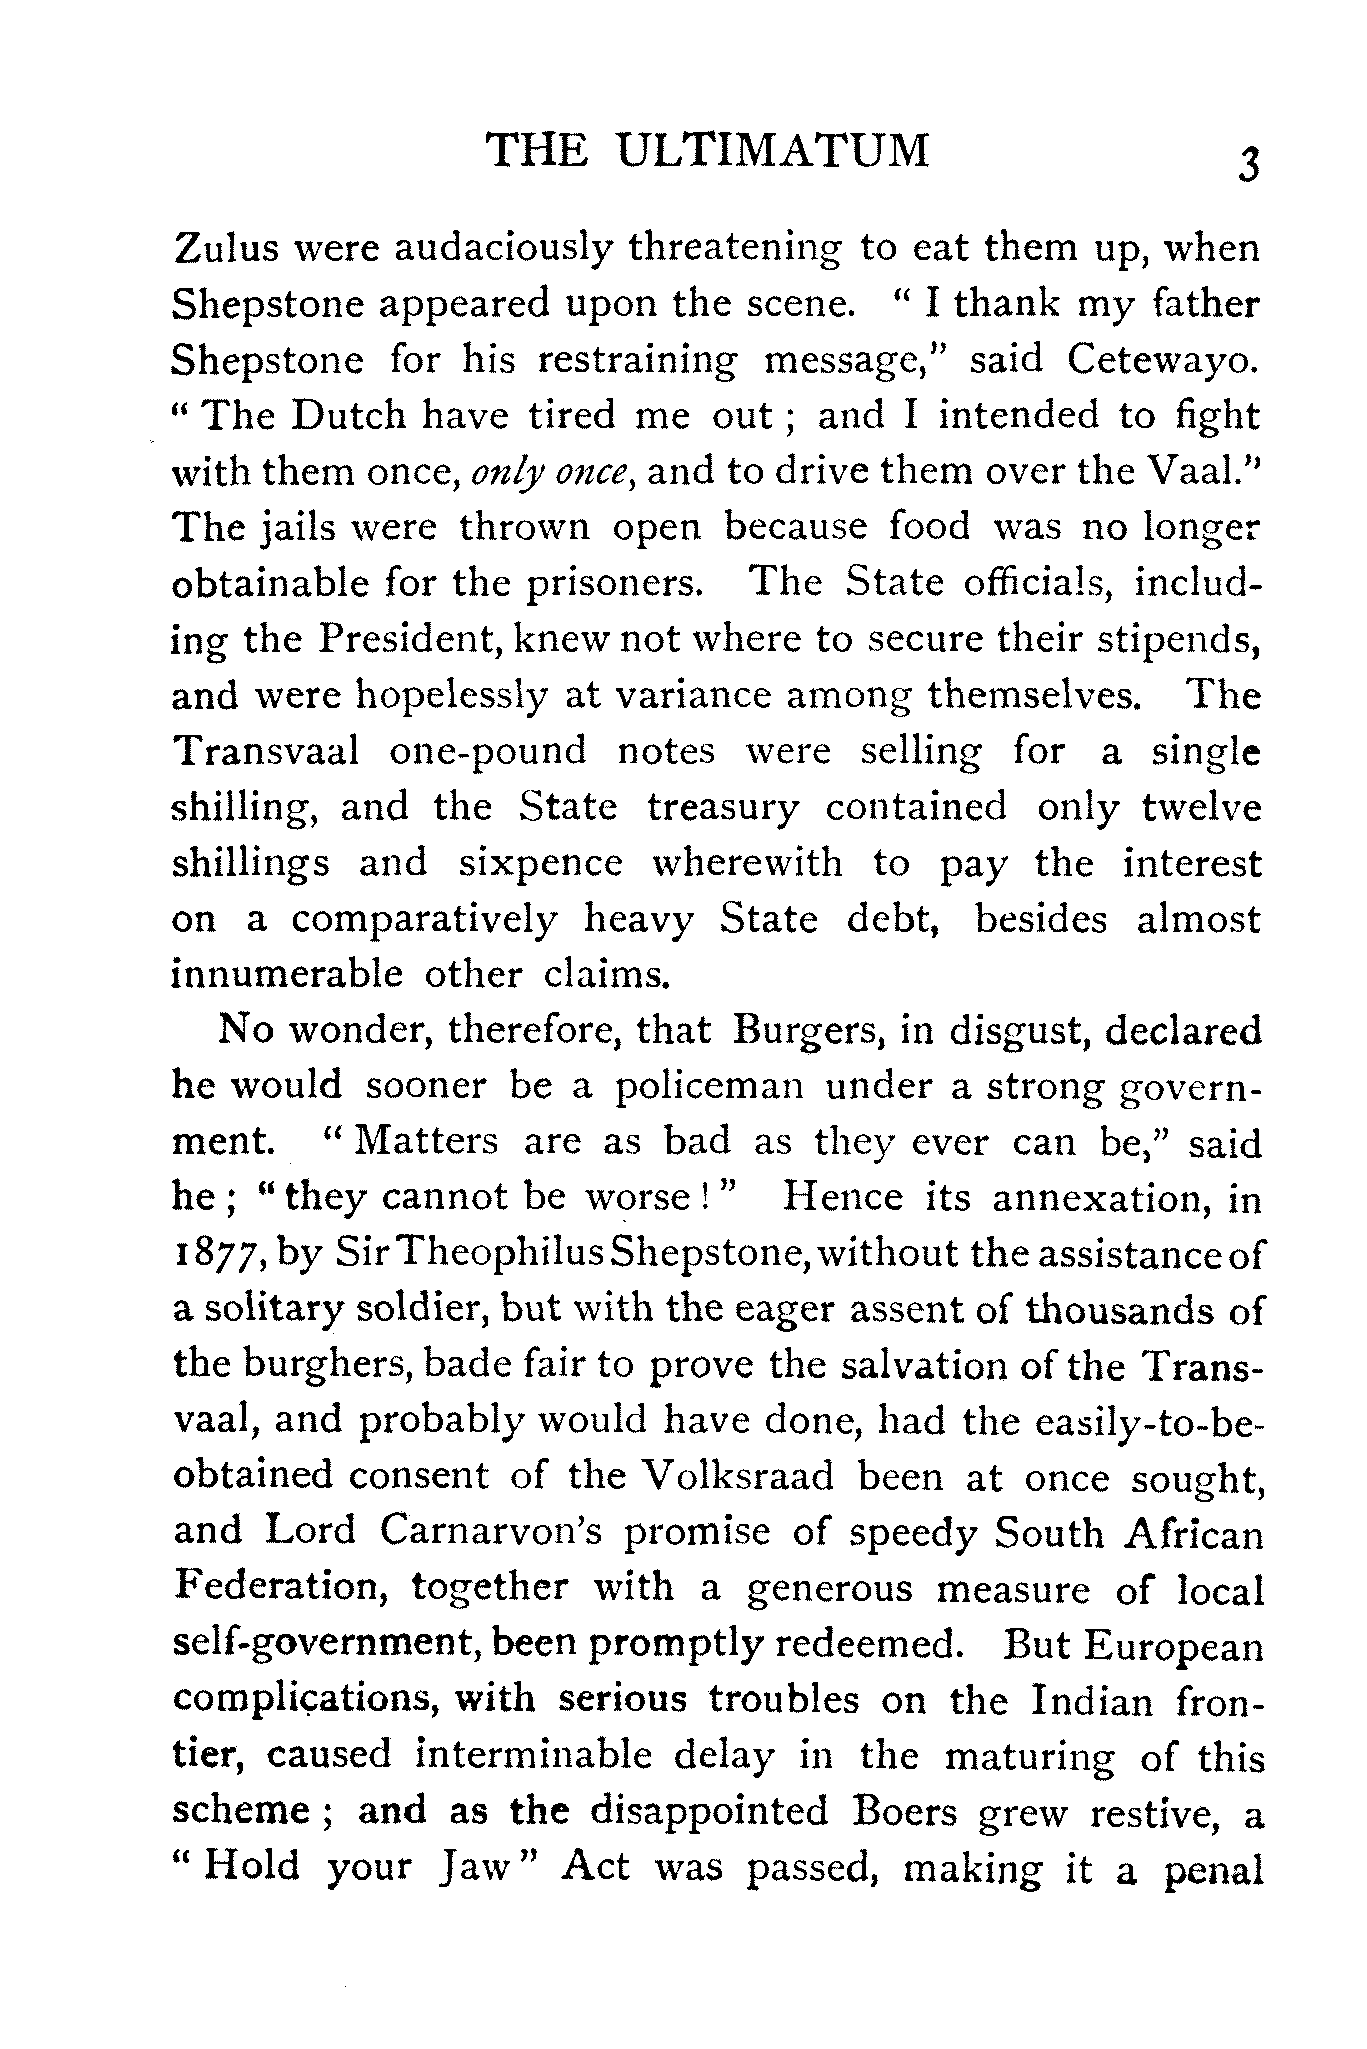 THE ULTIMATUM 3
Zulus were audaciously threatening to eat them up, when
Shepstone appeared upon the scene. " I thank my father
Shepstone for his restraining message," said Cetewayo.
" The Dutch have tired me out ; and I intended to fight
with them once, only once, and to drive them over the Vaal."
The jails were thrown open because food was no longer
obtainable for the prisoners. The State officials, includ-
ing the President, knew not where to secure their stipends,
and were hopelessly at variance among themselves. The
Transvaal one-pound notes were selling for a single
shilling, and the State treasury contained only twelve
shillings and sixpence wherewith to pay the interest
on a comparatively heavy State debt, besides almost
innumerable other claims.
No wonder, therefore, that Burgers, in disgust, declared
he would sooner be a policeman under a strong govern-
ment. " Matters are as bad as they ever can be," said
he ; " they cannot be worse ! " Hence its annexation, in
1877, by Sir Theophilus Shepstone, without the assistance of
a solitary soldier, but with the eager assent of thousands of
the burghers, bade fair to prove the salvation of the Trans-
vaal, and probably would have done, had the easily-to-be-
obtained consent of the Volksraad been at once sought,
and Lord Carnarvon's promise of speedy South African
Federation, together with a generous measure of local
self-government, been promptly redeemed. But European
complications, with serious troubles on the Indian fron-
tier, caused interminable delay in the maturing of this
scheme ; and as the disappointed Boers grew restive, a
" Hold your Jaw " Act was passed, making it a penal